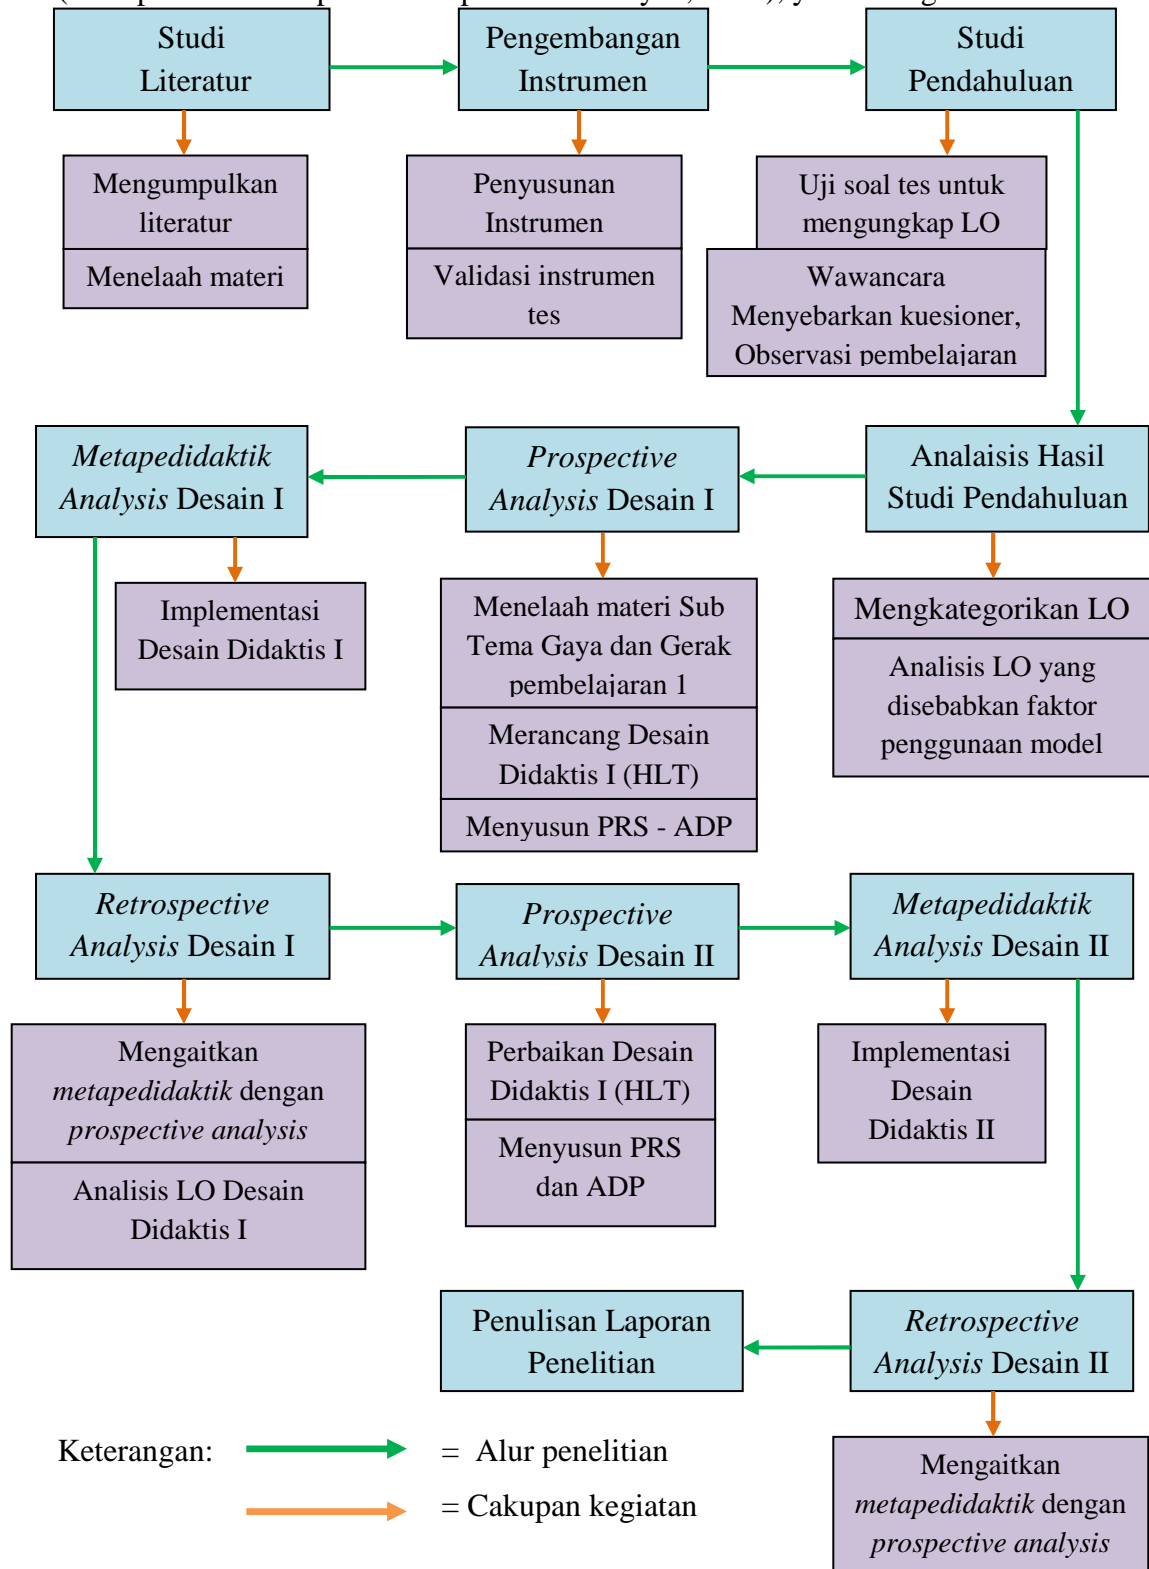 Studi
Literatur
Pengembangan
Instrumen
Studi
Pendahuluan
Mengumpulkan
literatur
Menelaah materi
Penyusunan
Instrumen
Validasi instrumen
tes
Uji soal tes untuk
mengungkap LO
Wawancara
Menyebarkan kuesioner,
Observasi pembelajaran
Metapedidaktik
Analysis Desain I
Prospective
Analysis Desain I
Analaisis Hasil
Studi Pendahuluan
Implementasi
Desain Didaktis I
Menelaah materi Sub
Tema Gaya dan Gerak
pembelajaran 1
Merancang Desain
Didaktis I (HLT)
Menyusun PRS - ADP
Mengkategorikan LO
Analisis LO yang
disebabkan faktor
penggunaan model
Retrospective
Analysis Desain I
Prospective
Analysis Desain II
Metapedidaktik
Analysis Desain II
Mengaitkan
metapedidaktik dengan
prospective analysis
Analisis LO Desain
Didaktis I
Perbaikan Desain
Didaktis I (HLT)
Menyusun PRS
dan ADP
Implementasi
Desain
Didaktis II
Penulisan Laporan
Penelitian
Retrospective
Analysis Desain II
Mengaitkan
metapedidaktik dengan
prospective analysis
Keterangan:
= Alur penelitian
= Cakupan kegiatan